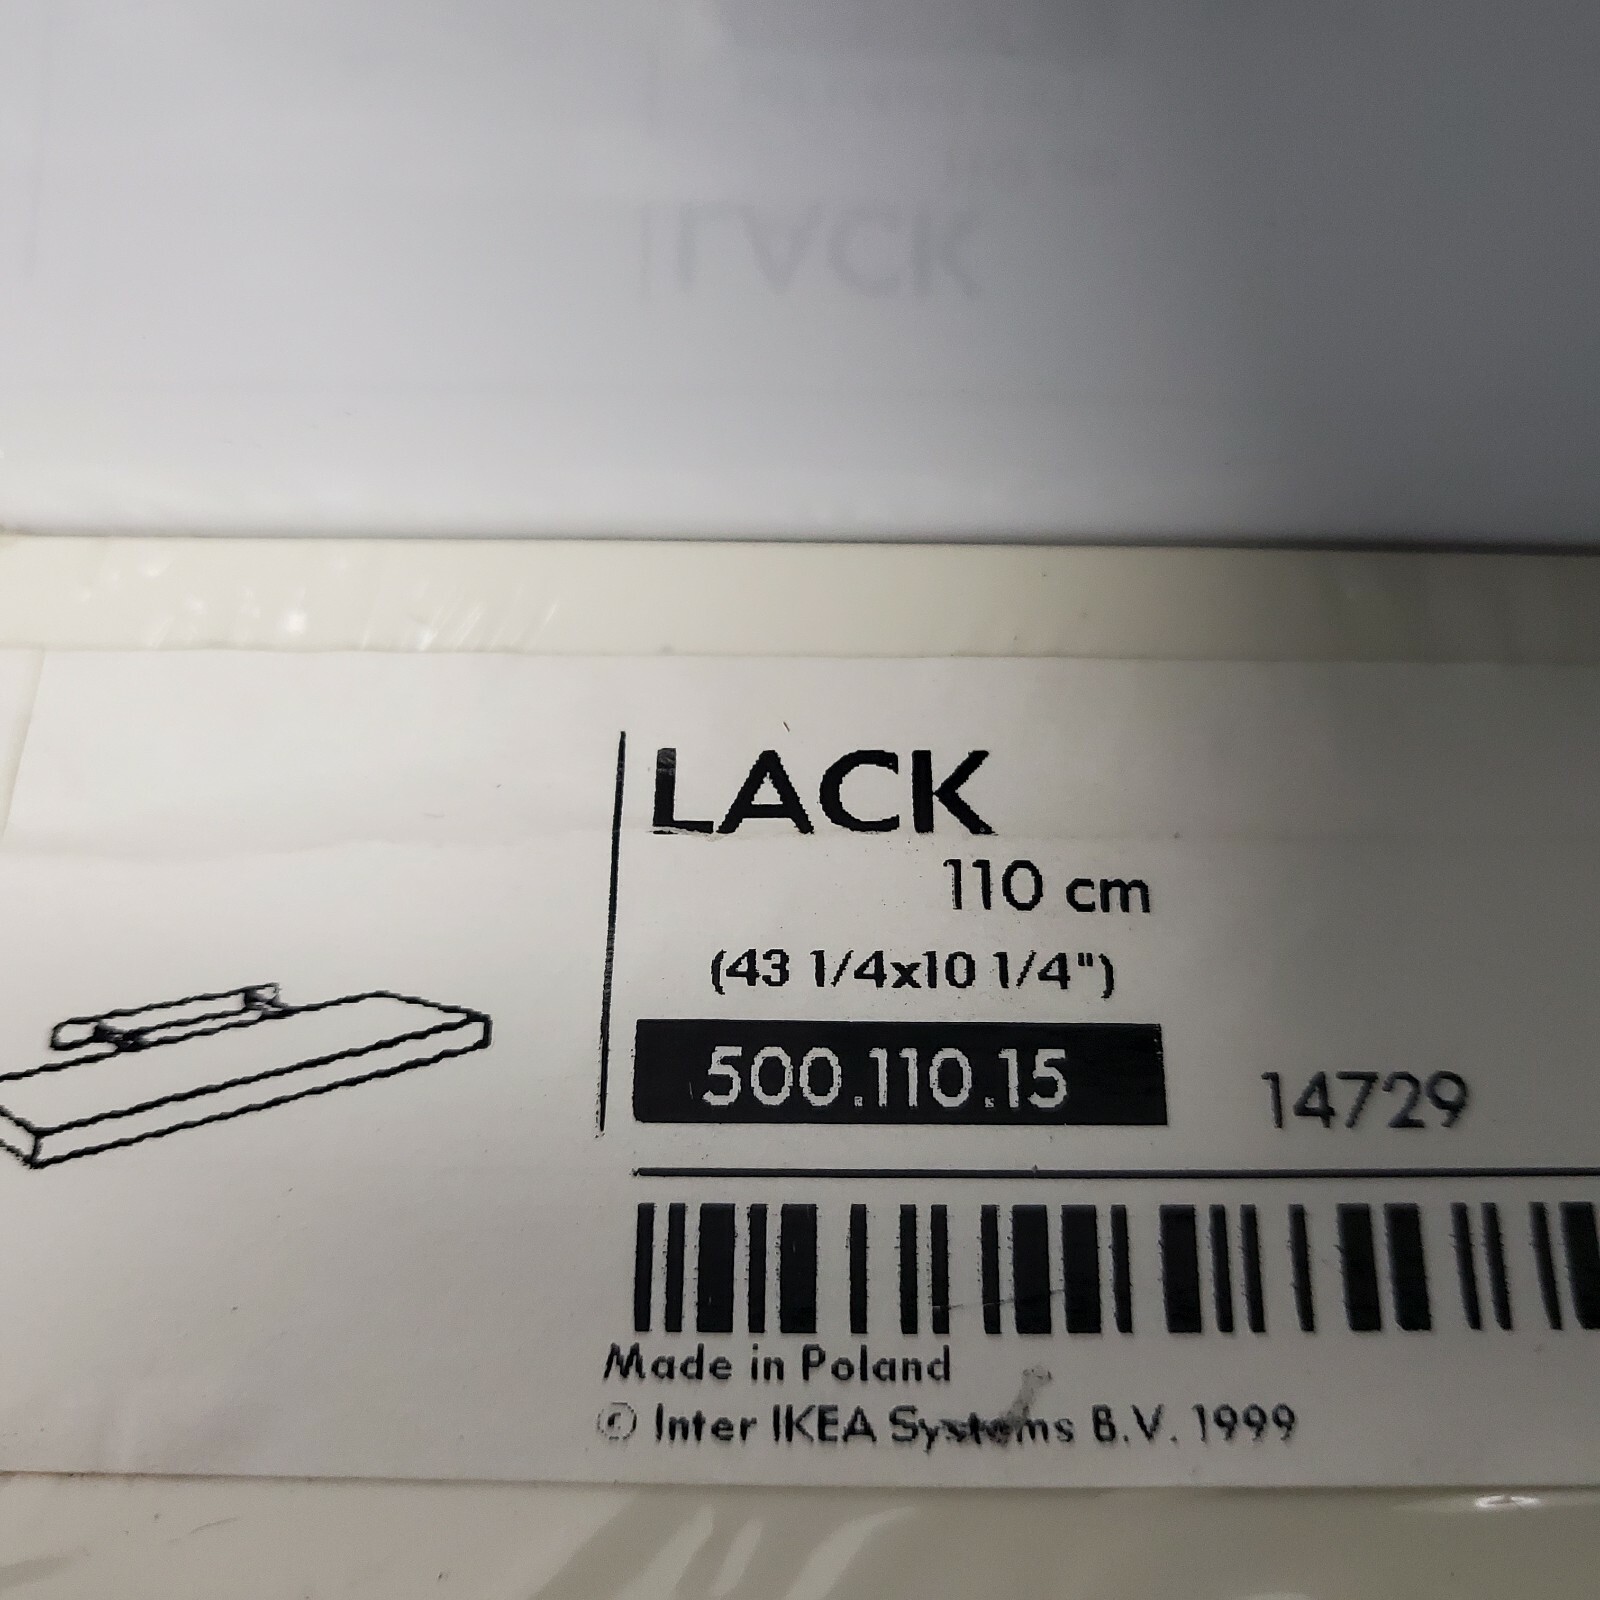 LACK
110 cm
(43 1/4x10 1/4")
500.110.15
14729
Made in Poland
© Inter IKEA Systems B.V. 1999